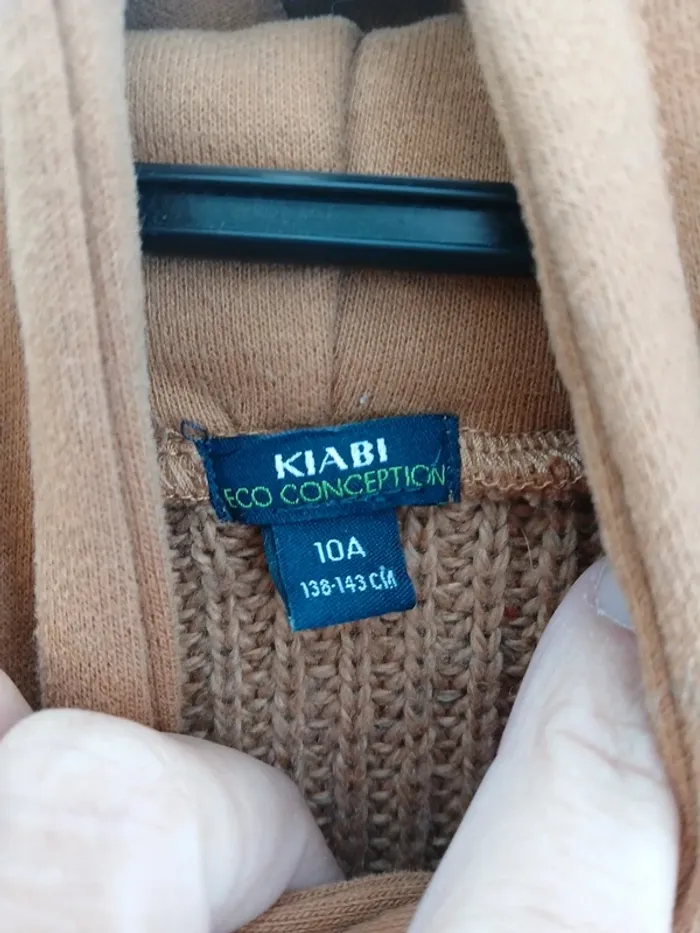 KIABI
ECO CONCEPTION
10A
138-143 CM